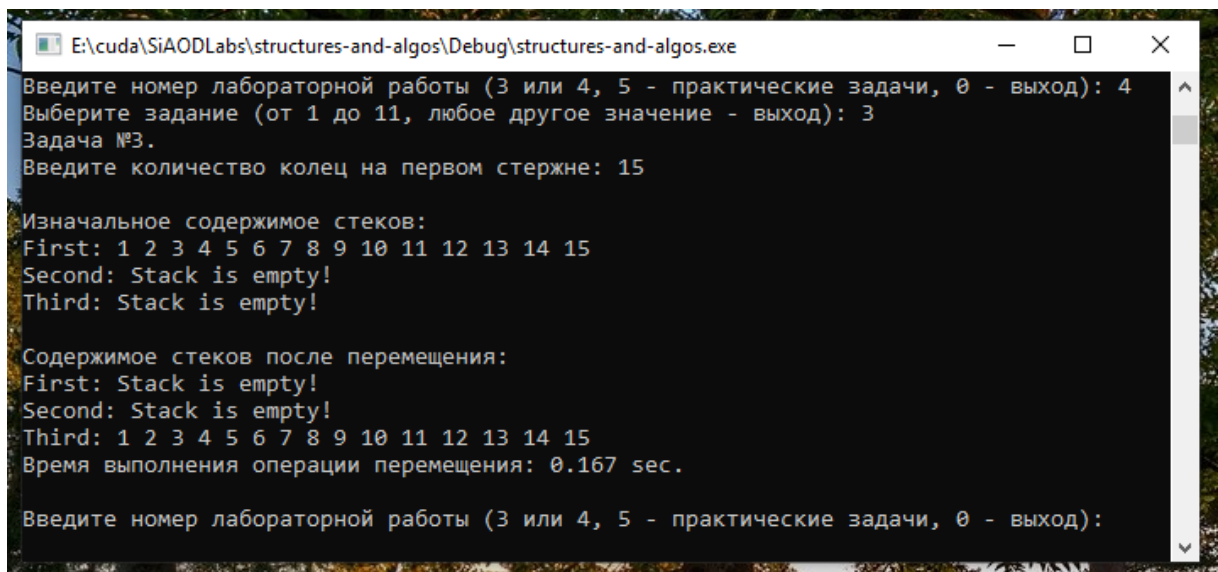 E:\cuda\SiAODLabs\structures-and-algos\Debug\structures-and-algos.exe
Введите номер лабораторной работы (3 или 4, 5 - практические задачи, 0 - выход): 4
Выберите задание (от 1 до 11, любое другое значение - выход): 3
Задача №3.
Введите количество колец на первом стержне: 15
Изначальное содержимое стеков:
First: 1 2 3 4 5 6 7 8 9 10 11 12 13 14 15
Second: Stack is empty!
Third: Stack is empty!
Содержимое стеков после перемещения:
First: Stack is empty!
Second: Stack is empty!
Third: 1 2 3 4 5 6 7 8 9 10 11 12 13 14 15
Время выполнения операции перемещения: 0.167 sec.
Введите номер лабораторной работы (3 или 4, 5 - практические задачи, 0 - выход):